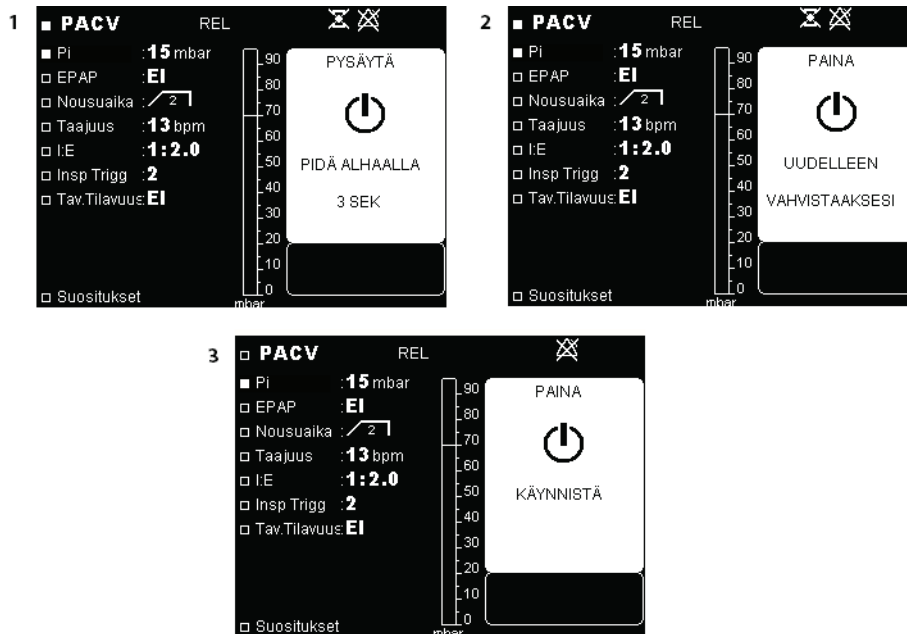 1
PACV REL
Pi :15 mbar
EPAP :EI
Nousuaika : 2
Taajuus :13 bpm
I:E :1:2.0
Insp Trigg :2
Tav.Tilavuus:EI
Suositukset
90
80
70
60
50
40
30
20
10
0
mbar
PYSÄYTÄ
PIDÄ ALHAALLA
3 SEK
2
PACV REL
Pi :15 mbar
EPAP :EI
Nousuaika : 2
Taajuus :13 bpm
I:E :1:2.0
Insp Trigg :2
Tav.Tilavuus:EI
Suositukset
90
80
70
60
50
40
30
20
10
0
mbar
PAINA
UUDELLEEN
VAHVISTAAKSESI
3
PACV REL
Pi :15 mbar
EPAP :EI
Nousuaika : 2
Taajuus :13 bpm
I:E :1:2.0
Insp Trigg :2
Tav.Tilavuus:EI
Suositukset
90
80
70
60
50
40
30
20
10
0
mbar
PAINA
KÄYNNISTÄ